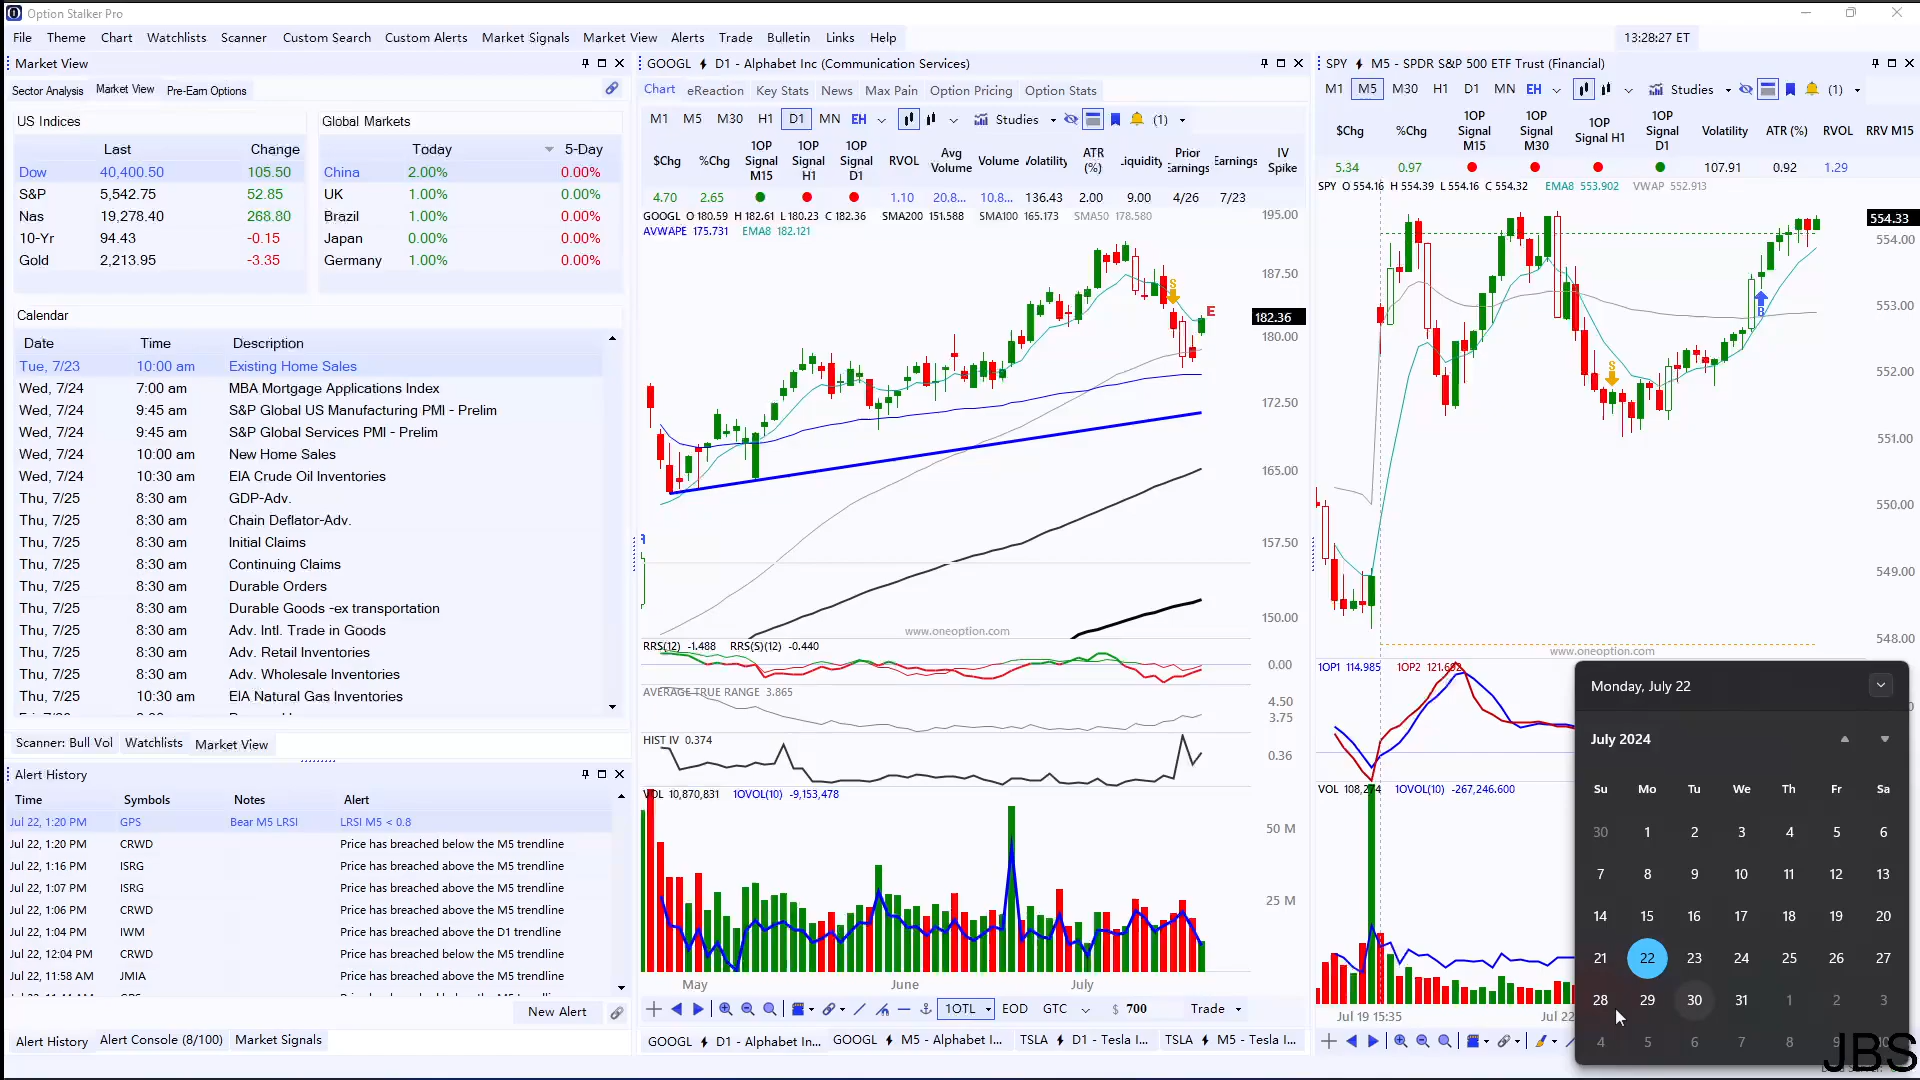 Option Stalker Pro
File Theme Chart Watchlists Scanner Custom Search Custom Alerts Market Signals Market View Alerts Trade Bulletin Links Help 13:28:27 ET
Market View
Sector Analysis Market View Pre-Earn Options
US Indices
Last Change
Dow 40,400.50 105.50
S&P 5,542.75 52.85
Nas 19,278.40 268.80
10-Yr 94.43 -0.15
Gold 2,213.95 -3.35
Global Markets
Today 5-Day
China 2.00% 0.00%
UK 1.00% 0.00%
Brazil 1.00% 0.00%
Japan 0.00% 0.00%
Germany 1.00% 0.00%
Calendar
Date Time Description
Tue, 7/23 10:00 am Existing Home Sales
Wed, 7/24 7:00 am MBA Mortgage Applications Index
Wed, 7/24 9:45 am S&P Global US Manufacturing PMI - Prelim
Wed, 7/24 9:45 am S&P Global Services PMI - Prelim
Wed, 7/24 10:00 am New Home Sales
Wed, 7/24 10:30 am EIA Crude Oil Inventories
Thu, 7/25 8:30 am GDP-Adv.
Thu, 7/25 8:30 am Chain Deflator-Adv.
Thu, 7/25 8:30 am Initial Claims
Thu, 7/25 8:30 am Continuing Claims
Thu, 7/25 8:30 am Durable Orders
Thu, 7/25 8:30 am Durable Goods -ex transportation
Thu, 7/25 8:30 am Adv. Intl. Trade in Goods
Thu, 7/25 8:30 am Adv. Retail Inventories
Thu, 7/25 8:30 am Adv. Wholesale Inventories
Thu, 7/25 10:30 am EIA Natural Gas Inventories
Scanner: Bull Vol Watchlists Market View
Alert History
Time Symbols Notes Alert
Jul 22, 1:20 PM GPS Bear M5 LRSI LRSI M5 < 0.8
Jul 22, 1:20 PM CRWD Price has breached below the M5 trendline
Jul 22, 1:16 PM ISRG Price has breached above the M5 trendline
Jul 22, 1:07 PM ISRG Price has breached above the M5 trendline
Jul 22, 1:06 PM CRWD Price has breached above the M5 trendline
Jul 22, 1:04 PM IWM Price has breached above the D1 trendline
Jul 22, 12:04 PM CRWD Price has breached below the M5 trendline
Jul 22, 11:58 AM JMIA Price has breached above the M5 trendline
New Alert
Alert History Alert Console (8/100) Market Signals
GOOGL D1 - Alphabet Inc (Communication Services)
Chart eReaction Key Stats News Max Pain Option Pricing Option Stats
M1 M5 M30 H1 D1 MN EH Studies (1)
$Chg %Chg 1OP Signal M15 1OP Signal H1 1OP Signal D1 RVOL Avg Volume Volume olatility ATR (%) iquidity Prior Earnings Earnings IV Spike
4.70 2.65 1.10 20.8... 10.8... 136.43 2.00 9.00 4/26 7/23
GOOGL O 180.59 H 182.61 L 180.23 C 182.36 SMA200 151.588 SMA100 165.173 SMA50 178.580
AVWAPE 175.731 EMA8 182.121
S
E
195.00
187.50
182.36
180.00
172.50
165.00
157.50
150.00
www.oneoption.com
RRS(12) -1.488 RRS(S)(12) -0.440
0.00
AVERAGE TRUE RANGE 3.865
4.50
3.75
HIST IV 0.374
0.36
VOL 10,870,831 1OVOL(10) -9,153,478
50 M
25 M
May June July
1OTL EOD GTC $ 700 Trade
GOOGL D1 - Alphabet In... GOOGL M5 - Alphabet I... TSLA D1 - Tesla I... TSLA M5 - Tesla I...
SPY M5 - SPDR S&P 500 ETF Trust (Financial)
M1 M5 M30 H1 D1 MN EH Studies (1)
$Chg %Chg 1OP Signal M15 1OP Signal M30 1OP Signal H1 1OP Signal D1 Volatility ATR (%) RVOL RRV M15
5.34 0.97 107.91 0.92 1.29
SPY O 554.16 H 554.39 L 554.16 C 554.32 EMA8 553.902 VWAP 552.913
S
B
554.33
554.00
553.00
552.00
551.00
550.00
549.00
548.00
www.oneoption.com
1OP1 114.985 1OP2 121.682
VOL 108,274 1OVOL(10) -267,246.600
Jul 19 15:35 Jul 22
Monday, July 22
July 2024
Su Mo Tu We Th Fr Sa
30 1 2 3 4 5 6
7 8 9 10 11 12 13
14 15 16 17 18 19 20
21 22 23 24 25 26 27
28 29 30 31 1 2 3
4 5 6 7 8 9 10
JBS